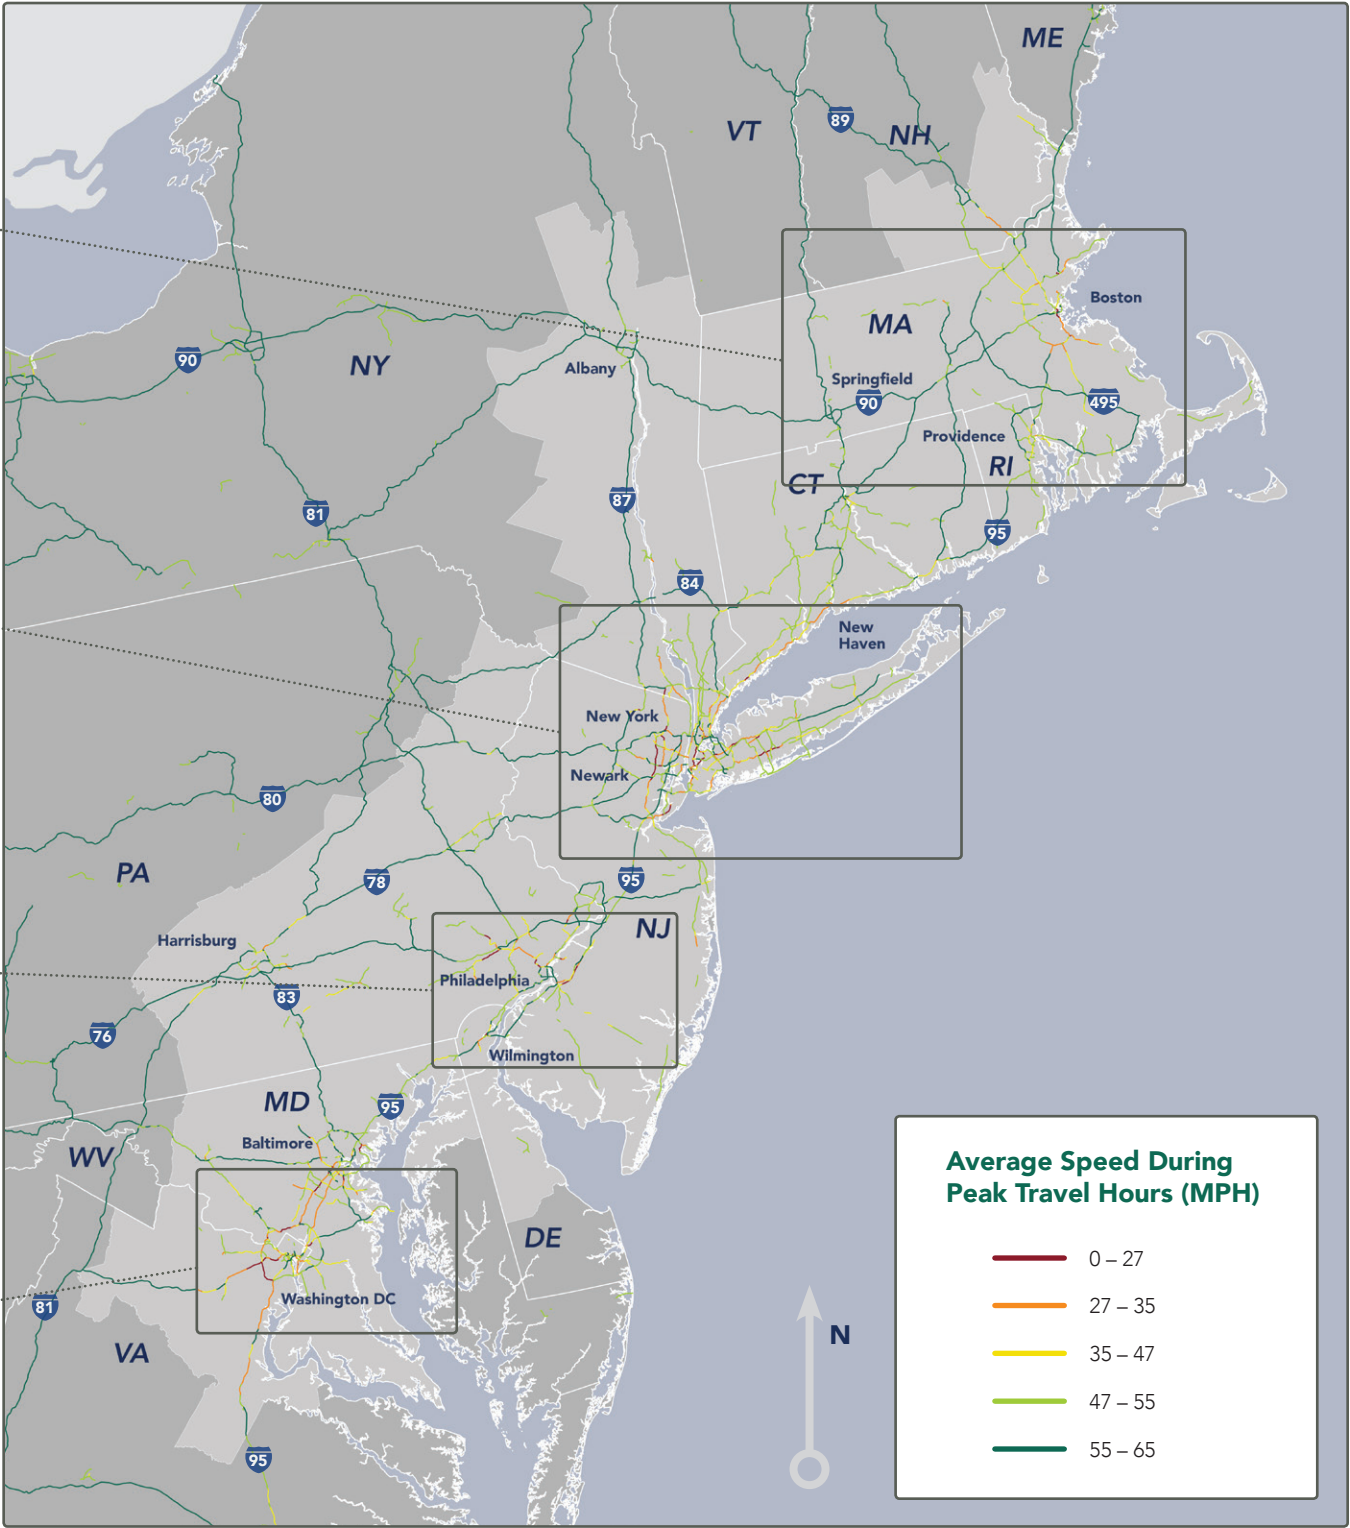 ME
89
VT
NH
Boston
MA
90
NY
Albany
Springfield
90
495
Providence
RI
CT
87
81
95
84
New
Haven
New York
Newark
80
PA
78
95
NJ
Harrisburg
Philadelphia
83
76
Wilmington
MD
95
Baltimore
WV
DE
Washington DC
81
VA
95
N
Average Speed During
Peak Travel Hours (MPH)
0 – 27
27 – 35
35 – 47
47 – 55
55 – 65